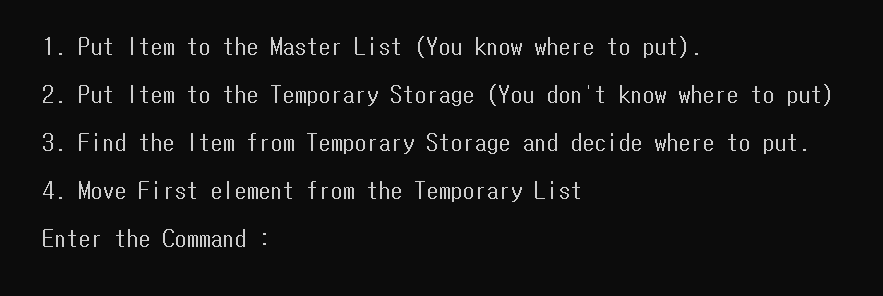 1. Put Item to the Master List (You know where to put).
2. Put Item to the Temporary Storage (You don't know where to put)
3. Find the Item from Temporary Storage and decide where to put.
4. Move First element from the Temporary List
Enter the Command :